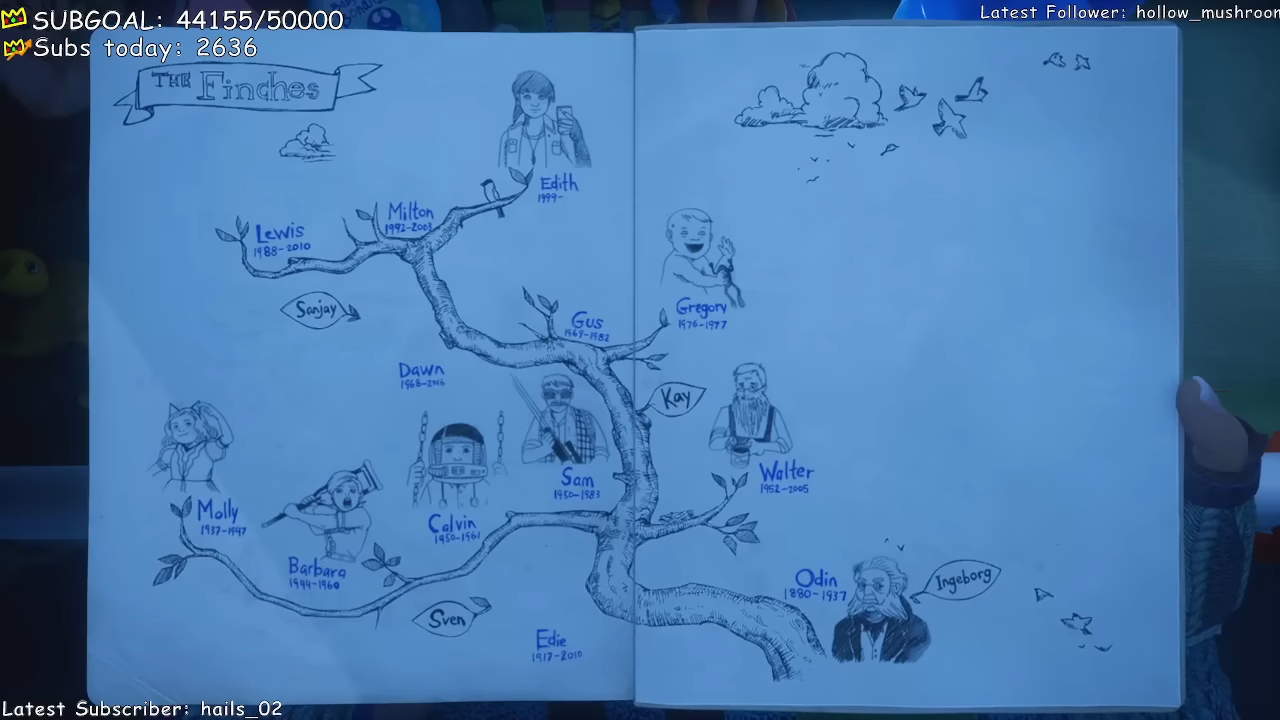 SUBGOAL: 44155/50000
Subs today: 2636
Latest Follower: hollow_mushroon
THE Finches
Edith
1999-
Milton
1992-2003
Lewis
1988-2010
Sanjay
Gregory
1976-1977
Gus
1969-1982
Dawn
1968-2016
Kay
Sam
1950-1983
Walter
1952-2005
Molly
1937-1947
Calvin
1950-1961
Barbara
1944-1960
Odin
1880-1937
Ingeborg
Sven
Edie
1917-2010
Latest Subscriber: hails_02